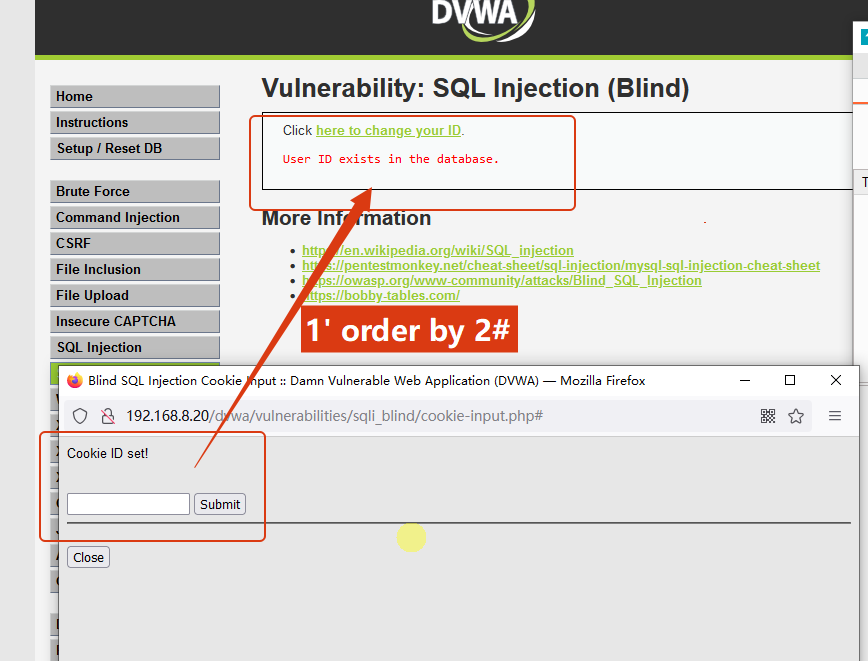 DVWA
Vulnerability: SQL Injection (Blind)
Home
Instructions
Setup / Reset DB
Click here to change your ID.
User ID exists in the database.
Brute Force
Command Injection
CSRF
File Inclusion
File Upload
Insecure CAPTCHA
SQL Injection
More Information
https://en.wikipedia.org/wiki/SQL_injection
https://pentestmonkey.net/cheat-sheet/sql-injection/mysql-sql-injection-cheat-sheet
https://owasp.org/www-community/attacks/Blind_SQL_Injection
https://bobby-tables.com/
1' order by 2#
Blind SQL Injection Cookie Input :: Damn Vulnerable Web Application (DVWA) — Mozilla Firefox
192.168.8.20/dvwa/vulnerabilities/sqli_blind/cookie-input.php#
Cookie ID set!
Submit
Close